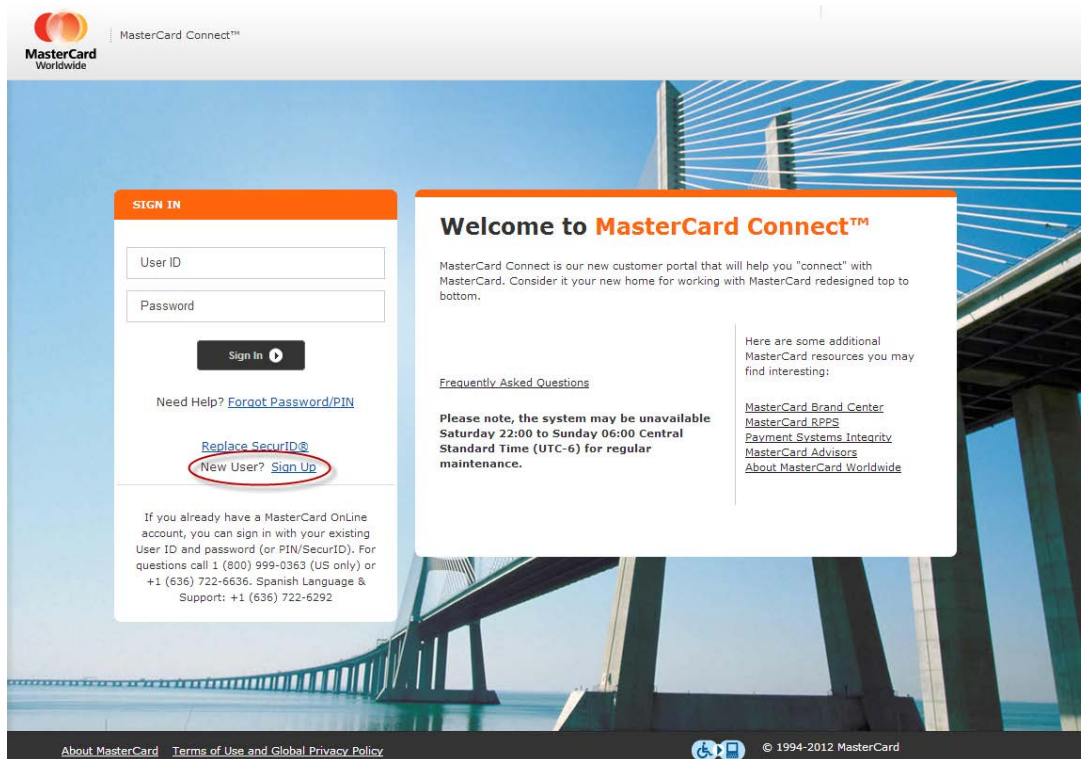 MasterCard
Worldwide
MasterCard Connect™
SIGN IN
User ID
Password
Sign In
Need Help? Forgot Password/PIN
Replace SecurID®
New User? Sign Up
If you already have a MasterCard OnLine
account, you can sign in with your existing
User ID and password (or PIN/SecurID). For
questions call 1 (800) 999-0363 (US only) or
+1 (636) 722-6636. Spanish Language &
Support: +1 (636) 722-6292
Welcome to MasterCard Connect™
MasterCard Connect is our new customer portal that will help you "connect" with
MasterCard. Consider it your new home for working with MasterCard redesigned top to
bottom.
Frequently Asked Questions
Please note, the system may be unavailable
Saturday 22:00 to Sunday 06:00 Central
Standard Time (UTC-6) for regular
maintenance.
Here are some additional
MasterCard resources you may
find interesting:
MasterCard Brand Center
MasterCard RPPS
Payment Systems Integrity
MasterCard Advisors
About MasterCard Worldwide
About MasterCard Terms of Use and Global Privacy Policy
© 1994-2012 MasterCard